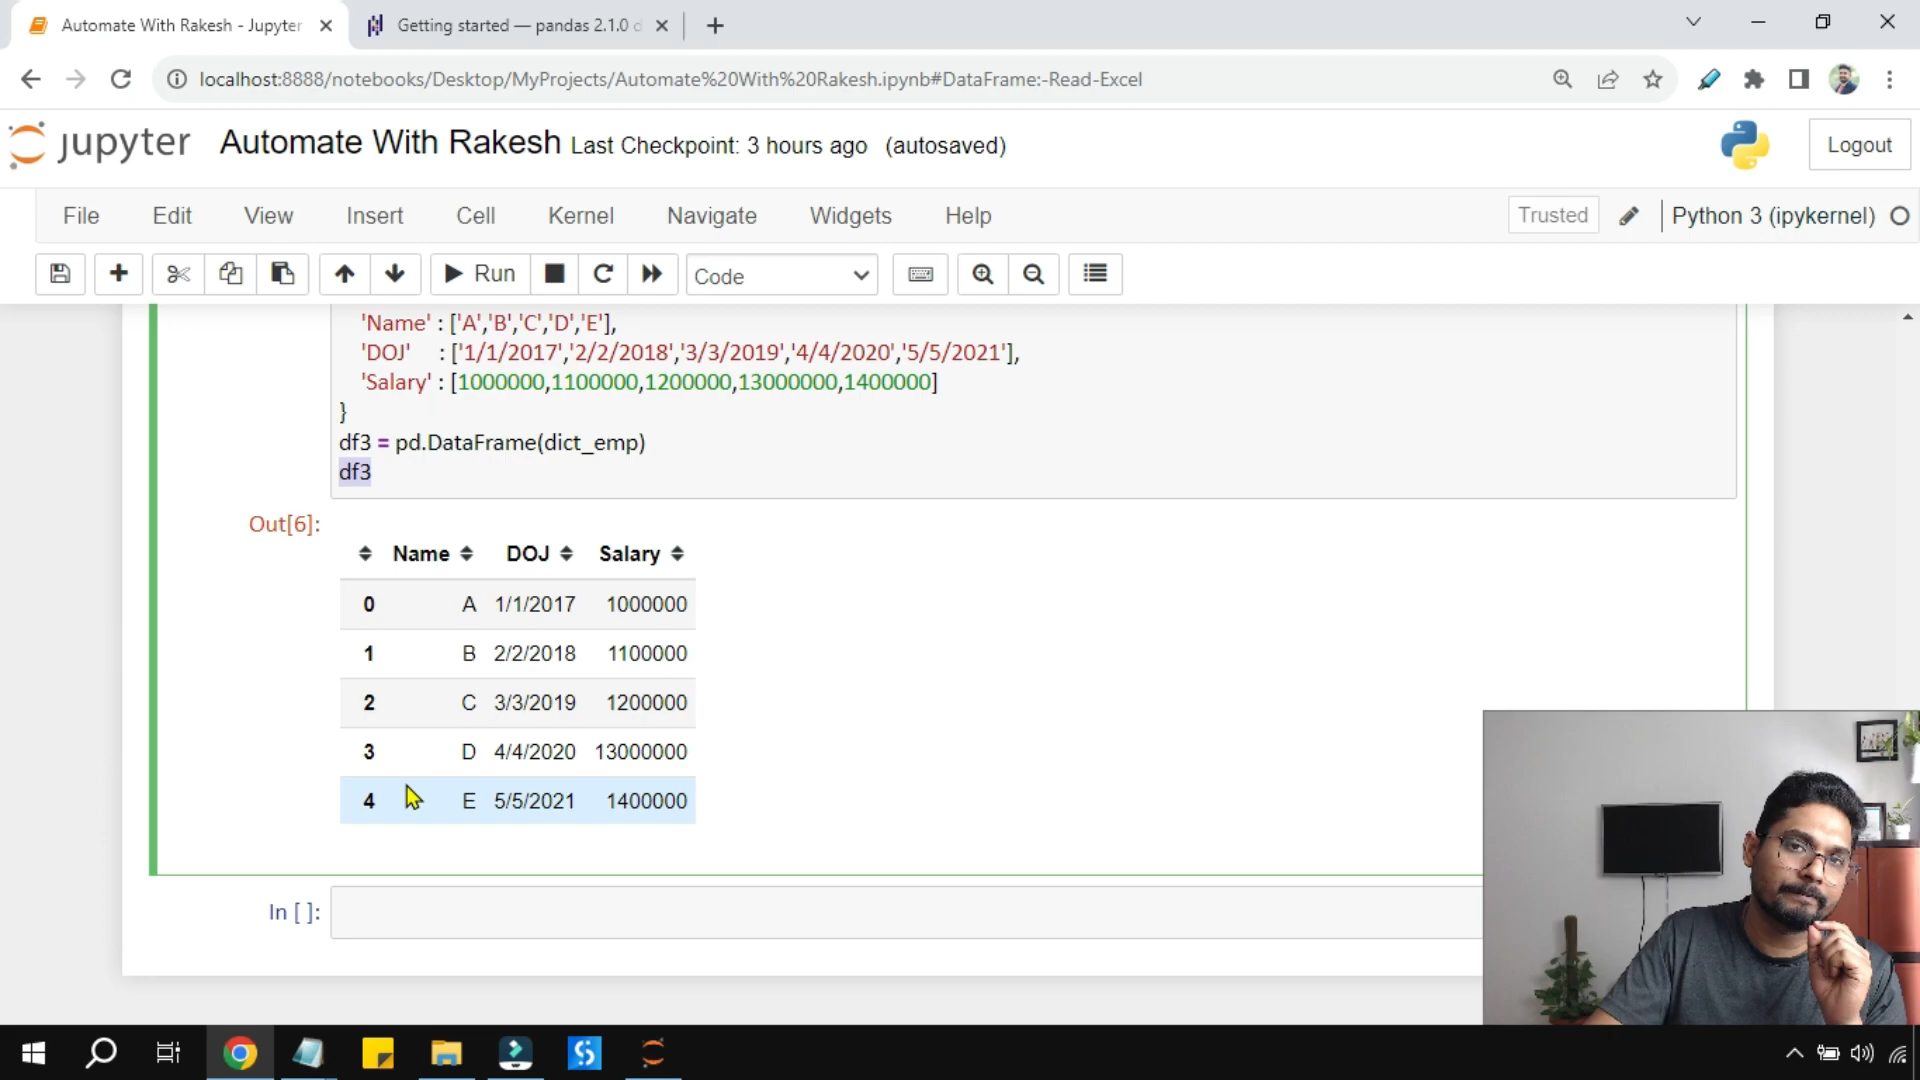 Automate With Rakesh - Jupyter
Getting started — pandas 2.1.0 d
localhost:8888/notebooks/Desktop/MyProjects/Automate%20With%20Rakesh.ipynb#DataFrame:-Read-Excel
jupyter Automate With Rakesh Last Checkpoint: 3 hours ago (autosaved) Logout
File Edit View Insert Cell Kernel Navigate Widgets Help Trusted Python 3 (ipykernel)
Run Code
'Name' : ['A','B','C','D','E'],
'DOJ' : ['1/1/2017','2/2/2018','3/3/2019','4/4/2020','5/5/2021'],
'Salary' : [1000000,1100000,1200000,13000000,1400000]
}
df3 = pd.DataFrame(dict_emp)
df3
Out[6]:
Name DOJ Salary
0 A 1/1/2017 1000000
1 B 2/2/2018 1100000
2 C 3/3/2019 1200000
3 D 4/4/2020 13000000
4 E 5/5/2021 1400000
In [ ]: